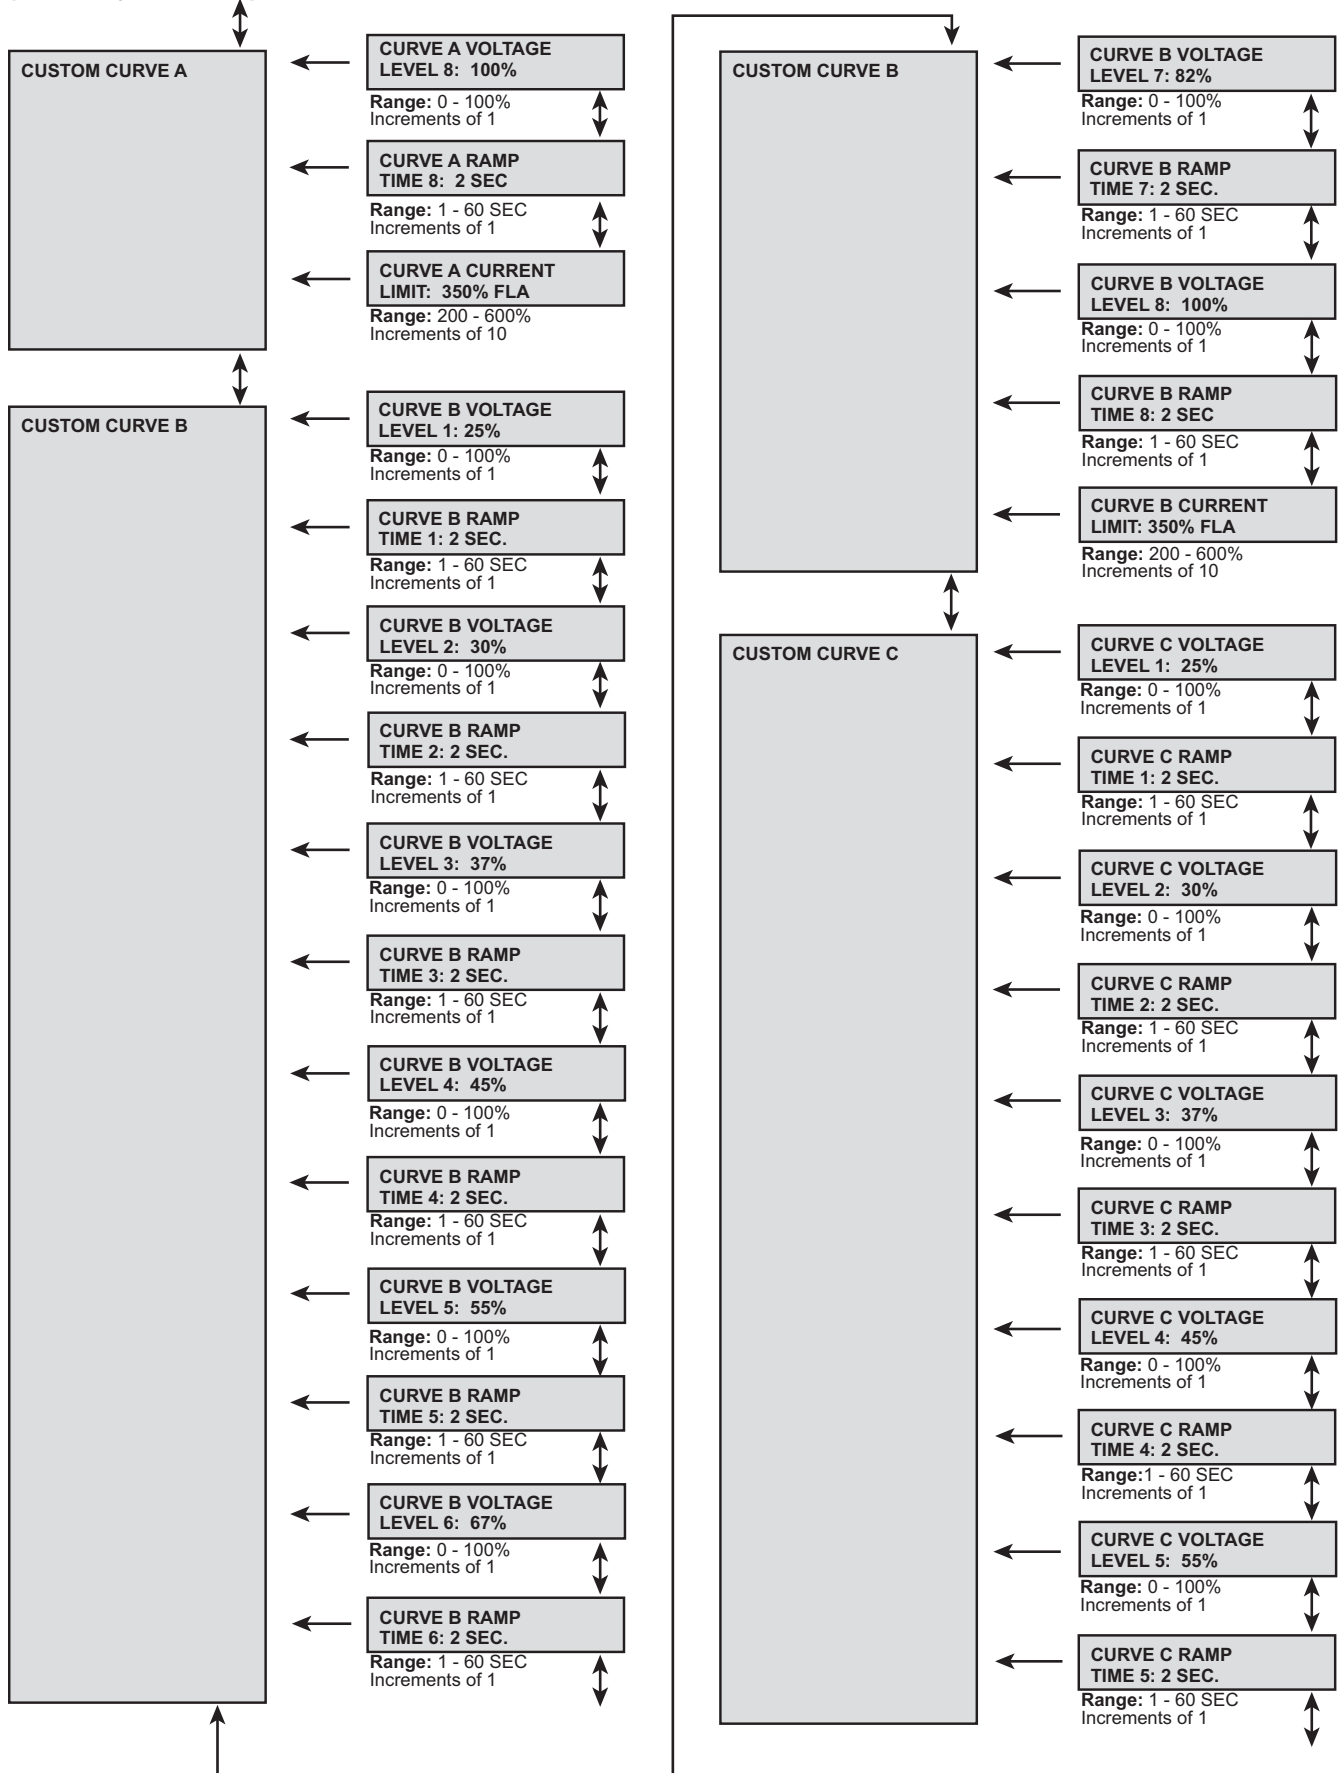 CUSTOM CURVE A
CURVE A VOLTAGE
LEVEL 8: 100%
Range: 0 - 100%
Increments of 1
CURVE A RAMP
TIME 8: 2 SEC
Range: 1 - 60 SEC
Increments of 1
CURVE A CURRENT
LIMIT: 350% FLA
Range: 200 - 600%
Increments of 10
CUSTOM CURVE B
CURVE B VOLTAGE
LEVEL 1: 25%
Range: 0 - 100%
Increments of 1
CURVE B RAMP
TIME 1: 2 SEC.
Range: 1 - 60 SEC
Increments of 1
CURVE B VOLTAGE
LEVEL 2: 30%
Range: 0 - 100%
Increments of 1
CURVE B RAMP
TIME 2: 2 SEC.
Range: 1 - 60 SEC
Increments of 1
CURVE B VOLTAGE
LEVEL 3: 37%
Range: 0 - 100%
Increments of 1
CURVE B RAMP
TIME 3: 2 SEC.
Range: 1 - 60 SEC
Increments of 1
CURVE B VOLTAGE
LEVEL 4: 45%
Range: 0 - 100%
Increments of 1
CURVE B RAMP
TIME 4: 2 SEC.
Range: 1 - 60 SEC
Increments of 1
CURVE B VOLTAGE
LEVEL 5: 55%
Range: 0 - 100%
Increments of 1
CURVE B RAMP
TIME 5: 2 SEC.
Range: 1 - 60 SEC
Increments of 1
CURVE B VOLTAGE
LEVEL 6: 67%
Range: 0 - 100%
Increments of 1
CURVE B RAMP
TIME 6: 2 SEC.
Range: 1 - 60 SEC
Increments of 1
CUSTOM CURVE B
CURVE B VOLTAGE
LEVEL 7: 82%
Range: 0 - 100%
Increments of 1
CURVE B RAMP
TIME 7: 2 SEC.
Range: 1 - 60 SEC
Increments of 1
CURVE B VOLTAGE
LEVEL 8: 100%
Range: 0 - 100%
Increments of 1
CURVE B RAMP
TIME 8: 2 SEC
Range: 1 - 60 SEC
Increments of 1
CURVE B CURRENT
LIMIT: 350% FLA
Range: 200 - 600%
Increments of 10
CUSTOM CURVE C
CURVE C VOLTAGE
LEVEL 1: 25%
Range: 0 - 100%
Increments of 1
CURVE C RAMP
TIME 1: 2 SEC.
Range: 1 - 60 SEC
Increments of 1
CURVE C VOLTAGE
LEVEL 2: 30%
Range: 0 - 100%
Increments of 1
CURVE C RAMP
TIME 2: 2 SEC.
Range: 1 - 60 SEC
Increments of 1
CURVE C VOLTAGE
LEVEL 3: 37%
Range: 0 - 100%
Increments of 1
CURVE C RAMP
TIME 3: 2 SEC.
Range: 1 - 60 SEC
Increments of 1
CURVE C VOLTAGE
LEVEL 4: 45%
Range: 0 - 100%
Increments of 1
CURVE C RAMP
TIME 4: 2 SEC.
Range:1 - 60 SEC
Increments of 1
CURVE C VOLTAGE
LEVEL 5: 55%
Range: 0 - 100%
Increments of 1
CURVE C RAMP
TIME 5: 2 SEC.
Range: 1 - 60 SEC
Increments of 1